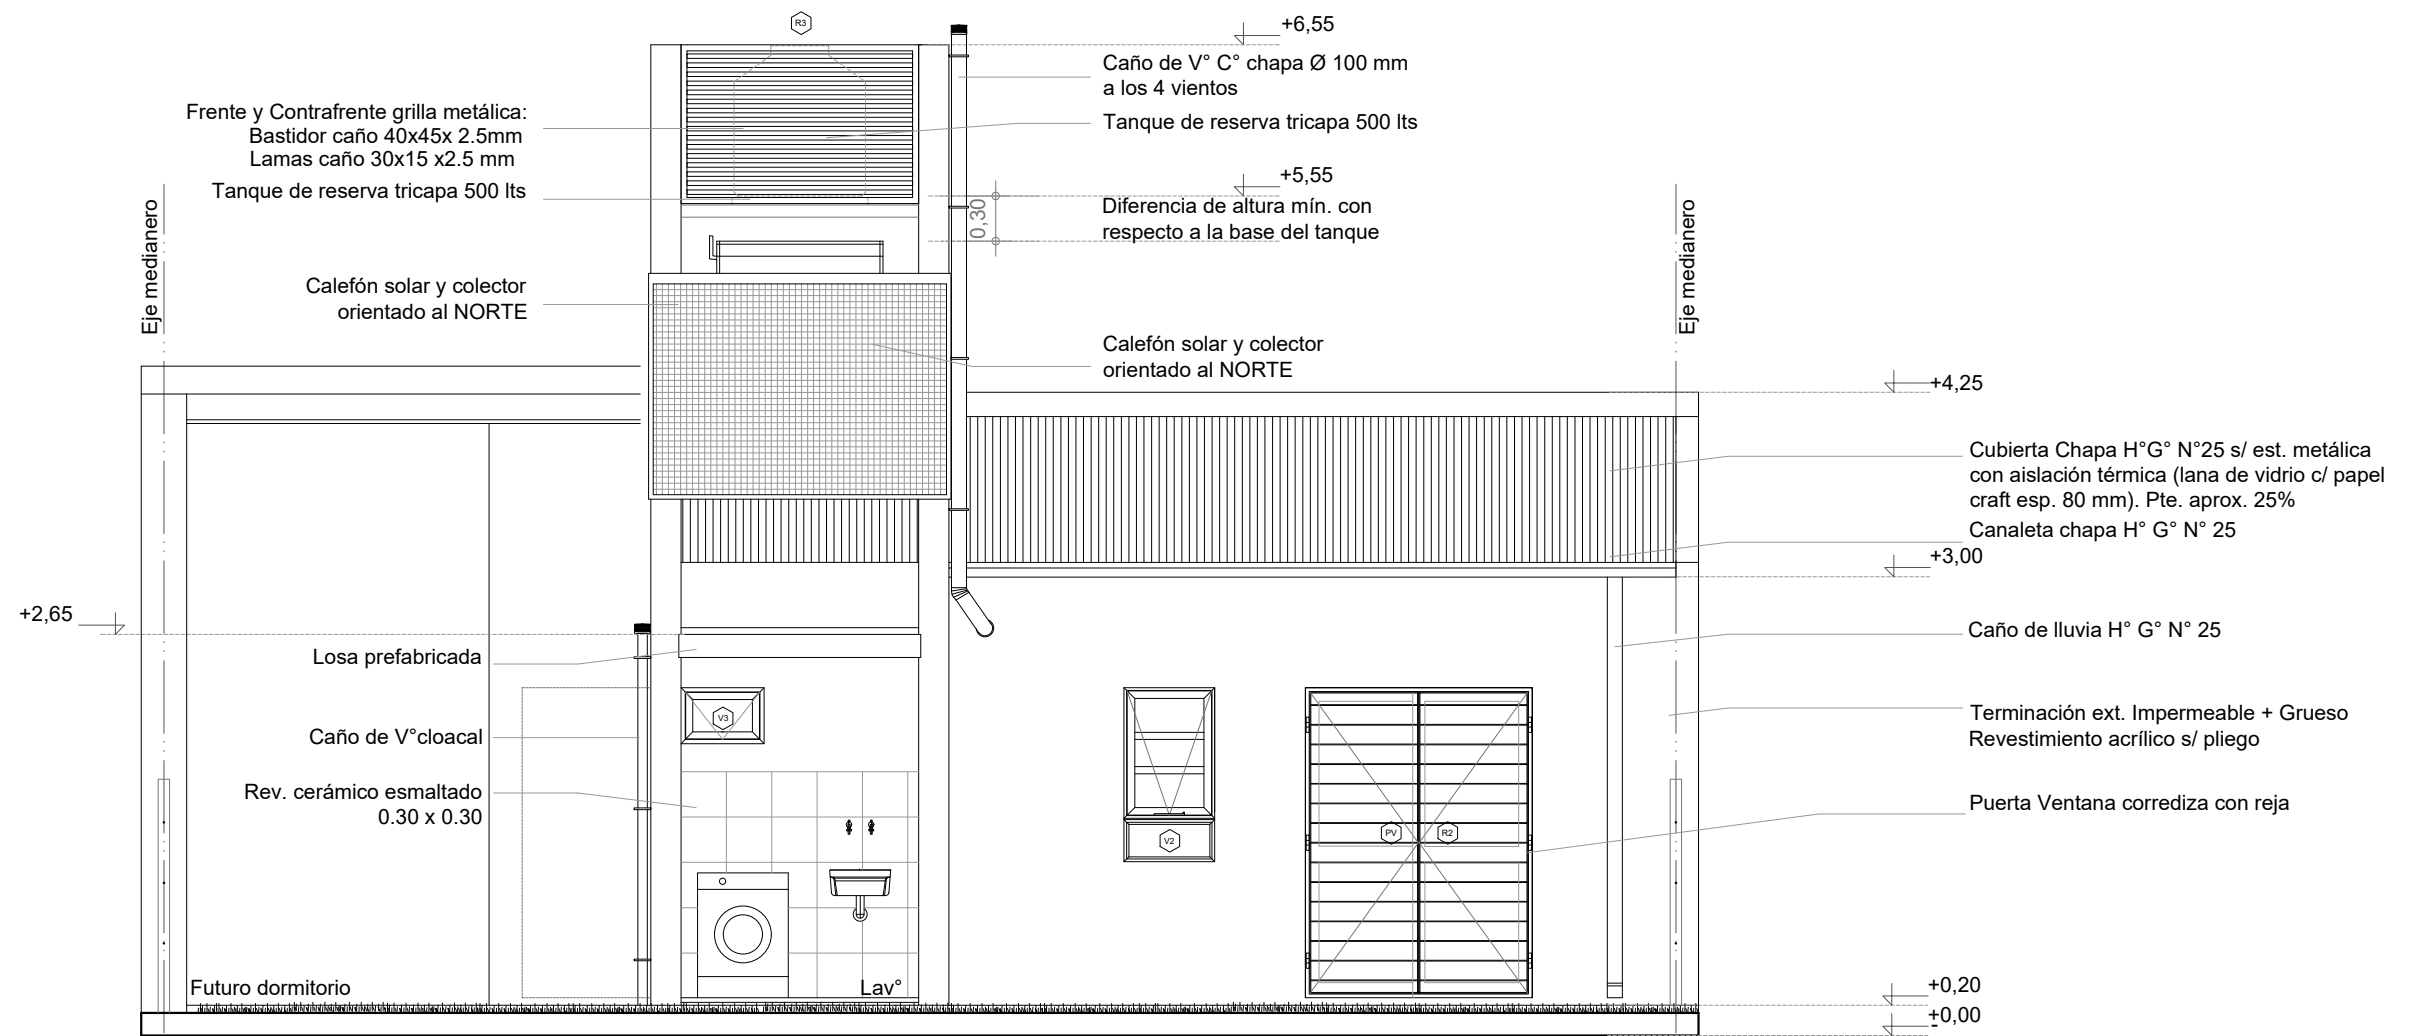 R3
+6,55
Caño de V° C° chapa Ø 100 mm
a los 4 vientos
Frente y Contrafrente grilla metálica:
Bastidor caño 40x45x 2.5mm
Lamas caño 30x15 x2.5 mm
Tanque de reserva tricapa 500 lts
Tanque de reserva tricapa 500 lts
+5,55
0,30
Diferencia de altura mín. con
respecto a la base del tanque
Eje medianero
Eje medianero
Calefón solar y colector
orientado al NORTE
Calefón solar y colector
orientado al NORTE
+4,25
Cubierta Chapa H°G° N°25 s/ est. metálica
con aislación térmica (lana de vidrio c/ papel
craft esp. 80 mm). Pte. aprox. 25%
Canaleta chapa H° G° N° 25
+3,00
+2,65
Caño de lluvia H° G° N° 25
Losa prefabricada
V3
Caño de V°cloacal
Terminación ext. Impermeable + Grueso
Revestimiento acrílico s/ pliego
Rev. cerámico esmaltado
0.30 x 0.30
Puerta Ventana corrediza con reja
V2
PV
R2
Futuro dormitorio
Lav°
+0,20
+0,00